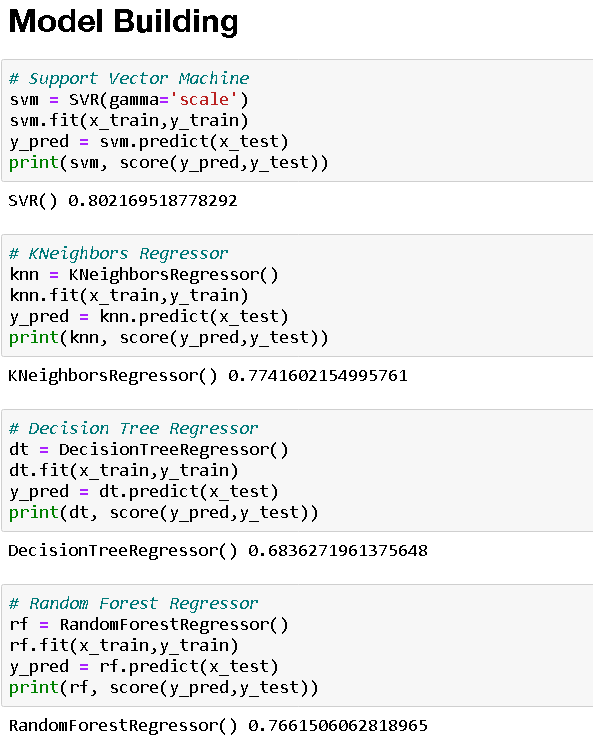 Model Building
# Support Vector Machine
svm = SVR(gamma='scale')
svm.fit(x_train,y_train)
y_pred = svm.predict(x_test)
print(svm, score(y_pred,y_test))
SVR() 0.802169518778292
# KNeighbors Regressor
knn = KNeighborsRegressor()
knn.fit(x_train,y_train)
y_pred = knn.predict(x_test)
print(knn, score(y_pred,y_test))
KNeighborsRegressor() 0.7741602154995761
# Decision Tree Regressor
dt = DecisionTreeRegressor()
dt.fit(x_train,y_train)
y_pred = dt.predict(x_test)
print(dt, score(y_pred,y_test))
DecisionTreeRegressor() 0.6836271961375648
# Random Forest Regressor
rf = RandomForestRegressor()
rf.fit(x_train,y_train)
y_pred = rf.predict(x_test)
print(rf, score(y_pred,y_test))
RandomForestRegressor() 0.7661506062818965